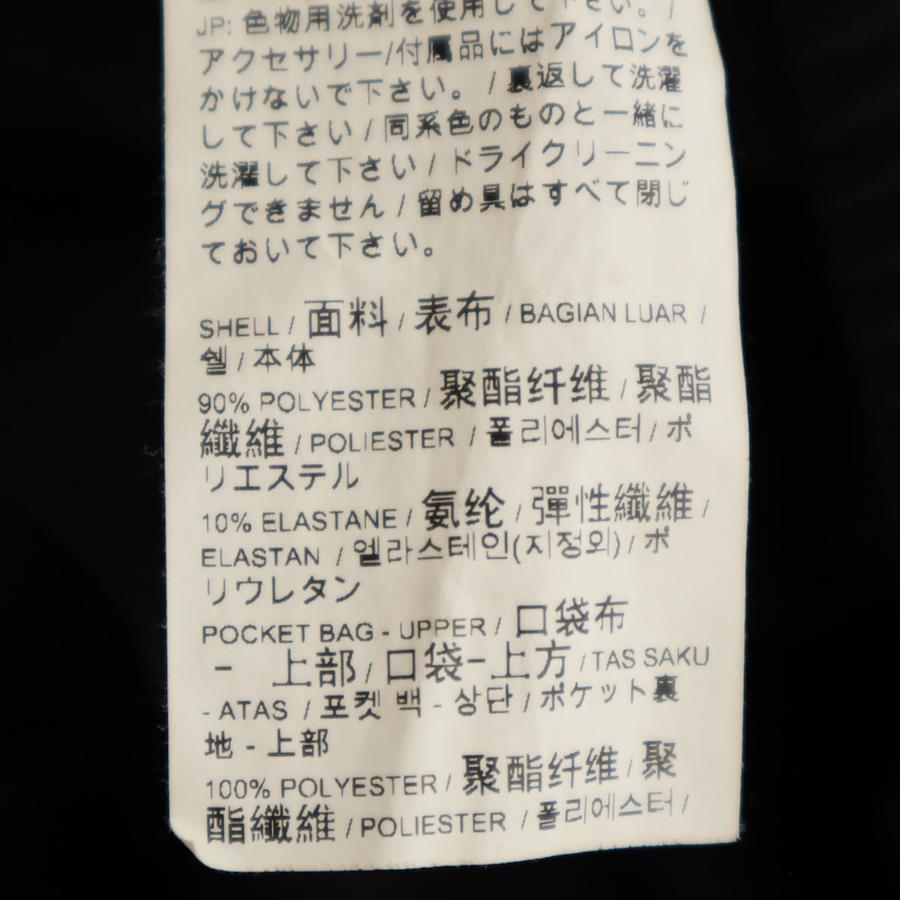 JP: 色物用洗剤を使用して下さい。/
アクセサリー/付属品にはアイロンを
かけないで下さい。 / 裏返して洗濯
して下さい / 同系色のものと一緒に
洗濯して下さい / ドライクリーニン
グできません / 留め具はすべて閉じ
ておいて下さい。
SHELL / 面料 / 表布 / BAGIAN LUAR /
쉘 / 本体
90% POLYESTER / 聚酯纤维 / 聚酯
纖維 / POLIESTER / 폴리에스터 / ポ
リエステル
10% ELASTANE / 氨纶 / 彈性纖維 /
ELASTAN / 엘라스테인(지정외) / ポ
リウレタン
POCKET BAG - UPPER / 口袋布
- 上部 / 口袋-上方 / TAS SAKU
- ATAS / 포켓 백 - 상단 / ポケット裏
地 - 上部
100% POLYESTER / 聚酯纤维 / 聚
酯纖維 / POLIESTER / 폴리에스터 /